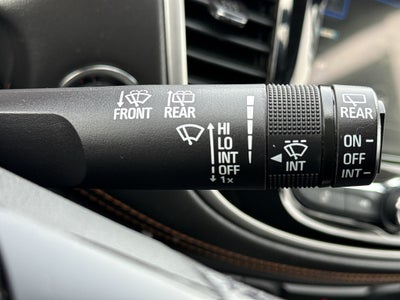 FRONT REAR
HI
LO
INT
OFF
1x
INT
REAR
ON
OFF
INT